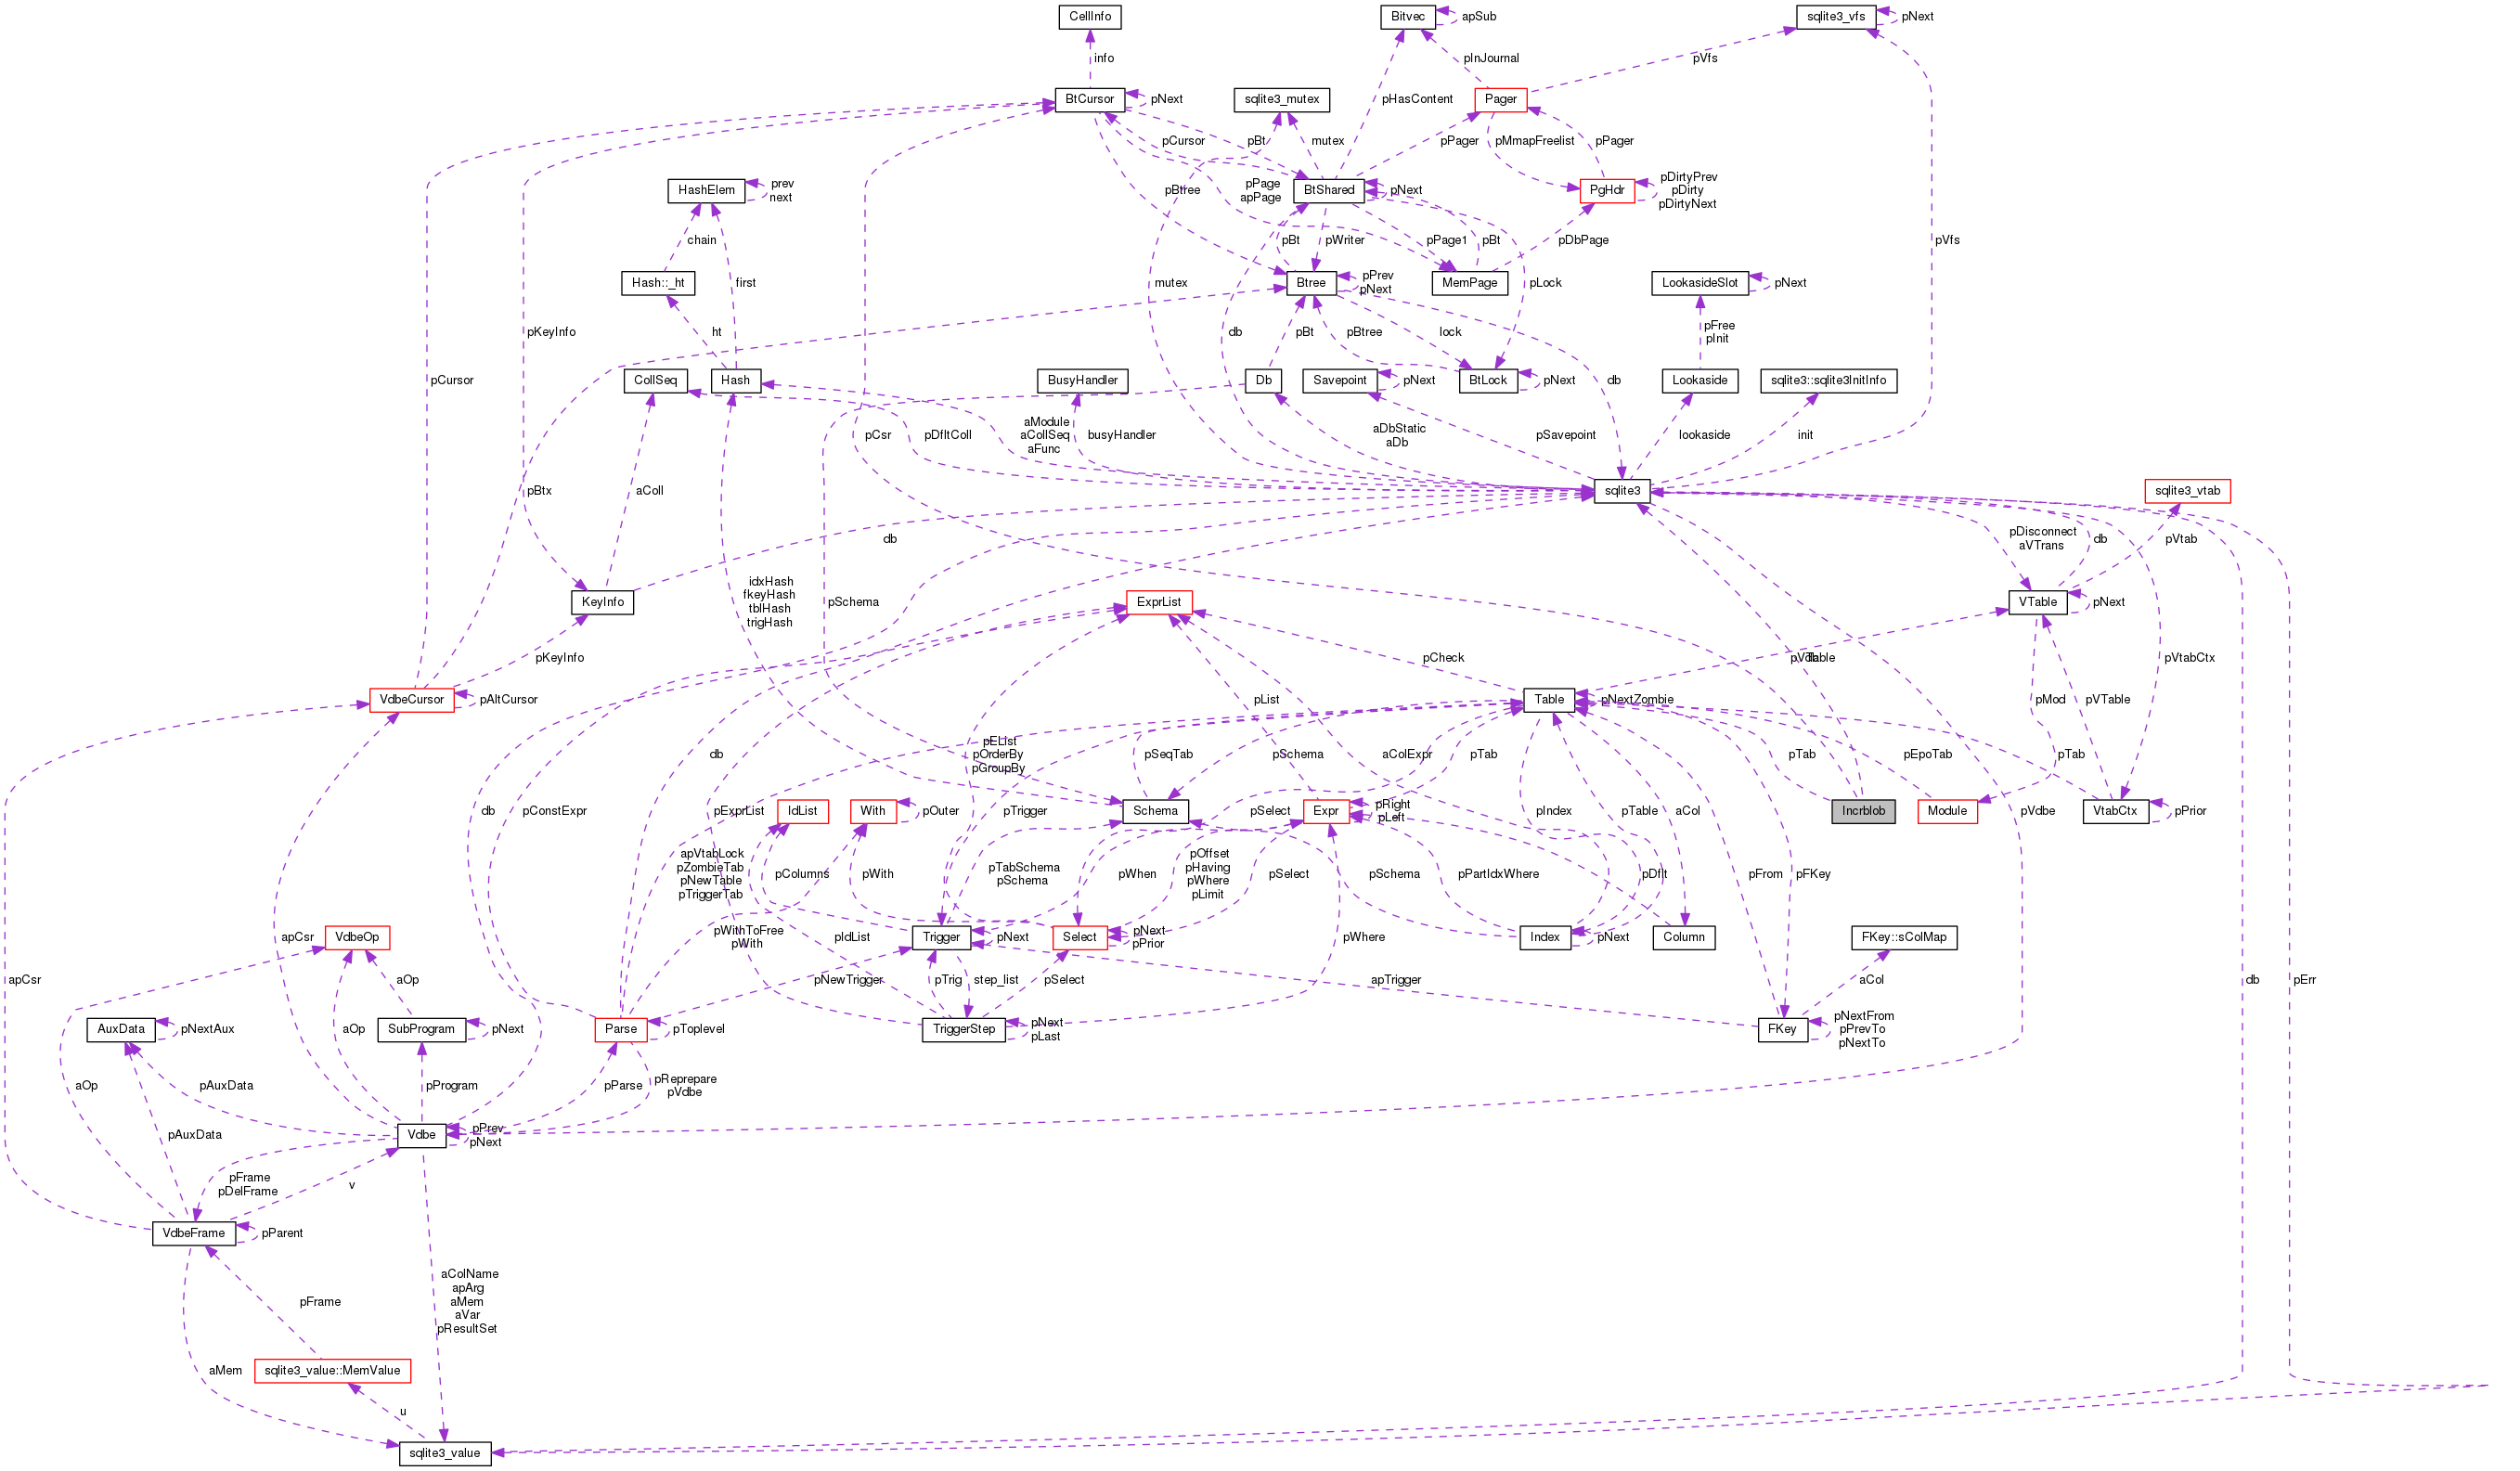 CellInfo
Bitvec
apSub
sqlite3_vfs
pNext
info
pInJournal
pVfs
BtCursor
pNext
sqlite3_mutex
pHasContent
Pager
pCursor
pBt
mutex
pPager
pMmapFreelist
pPager
HashElem
prev
next
pBtree
pPage
apPage
BtShared
pNext
PgHdr
pDirtyPrev
pDirty
pDirtyNext
chain
pBt
pWriter
pPage1
pBt
pDbPage
pVfs
Hash::_ht
first
mutex
Btree
pPrev
pNext
MemPage
pLock
LookasideSlot
pNext
pKeyInfo
ht
db
pBt
pBtree
lock
pFree
pInit
pCursor
CollSeq
Hash
BusyHandler
Db
Savepoint
pNext
BtLock
pNext
db
Lookaside
sqlite3::sqlite3InitInfo
pCsr
pDfltColl
aModule
aCollSeq
aFunc
busyHandler
aDbStatic
aDb
pSavepoint
lookaside
init
pBtx
aColl
sqlite3
sqlite3_vtab
db
pDisconnect
aVTrans
db
pVtab
idxHash
fkeyHash
tblHash
trigHash
pSchema
KeyInfo
ExprList
VTable
pNext
pKeyInfo
pCheck
pVTable
db
pVtabCtx
VdbeCursor
pAltCursor
pList
Table
pNextZombie
pMod
pVTable
db
pEList
pOrderBy
pGroupBy
pSeqTab
pSchema
aColExpr
pTab
pTab
pEpoTab
pTab
db
pConstExpr
pExprList
IdList
With
pOuter
pTrigger
Schema
pSelect
Expr
pRight
pLeft
pIndex
pTable
aCol
Incrblob
Module
VtabCtx
pPrior
pVdbe
apVtabLock
pZombieTab
pNewTable
pTriggerTab
pColumns
pWith
pTabSchema
pSchema
pWhen
pOffset
pHaving
pWhere
pLimit
pSelect
pSchema
pPartIdxWhere
pDflt
pFrom
pFKey
apCsr
VdbeOp
pWithToFree
pWith
pIdList
Trigger
pNext
Select
pNext
pPrior
pWhere
Index
pNext
Column
FKey::sColMap
apCsr
aOp
pNewTrigger
pTrig
step_list
pSelect
apTrigger
aCol
db
pErr
AuxData
pNextAux
aOp
SubProgram
pNext
Parse
pToplevel
TriggerStep
pNext
pLast
FKey
pNextFrom
pPrevTo
pNextTo
aOp
pAuxData
pProgram
pParse
pReprepare
pVdbe
pAuxData
Vdbe
pPrev
pNext
pFrame
pDelFrame
v
VdbeFrame
pParent
aColName
apArg
aMem
aVar
pResultSet
pFrame
aMem
sqlite3_value::MemValue
u
sqlite3_value